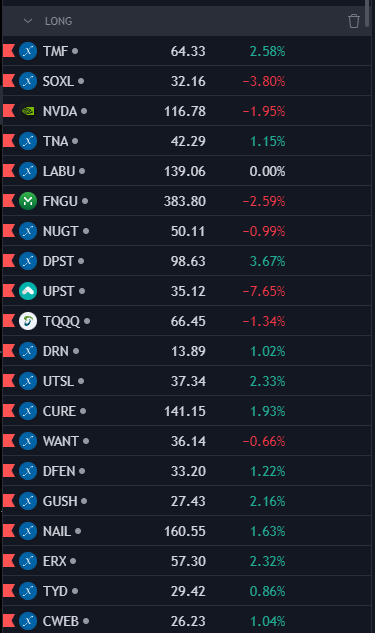 LONG
TMF 64.33 2.58%
SOXL 32.16 −3.80%
NVDA 116.78 −1.95%
TNA 42.29 1.15%
LABU 139.06 0.00%
FNGU 383.80 −2.59%
NUGT 50.11 −0.99%
DPST 98.63 3.67%
UPST 35.12 −7.65%
TQQQ 66.45 −1.34%
DRN 13.89 1.02%
UTSL 37.34 2.33%
CURE 141.15 1.93%
WANT 36.14 −0.66%
DFEN 33.20 1.22%
GUSH 27.43 2.16%
NAIL 160.55 1.63%
ERX 57.30 2.32%
TYD 29.42 0.86%
CWEB 26.23 1.04%